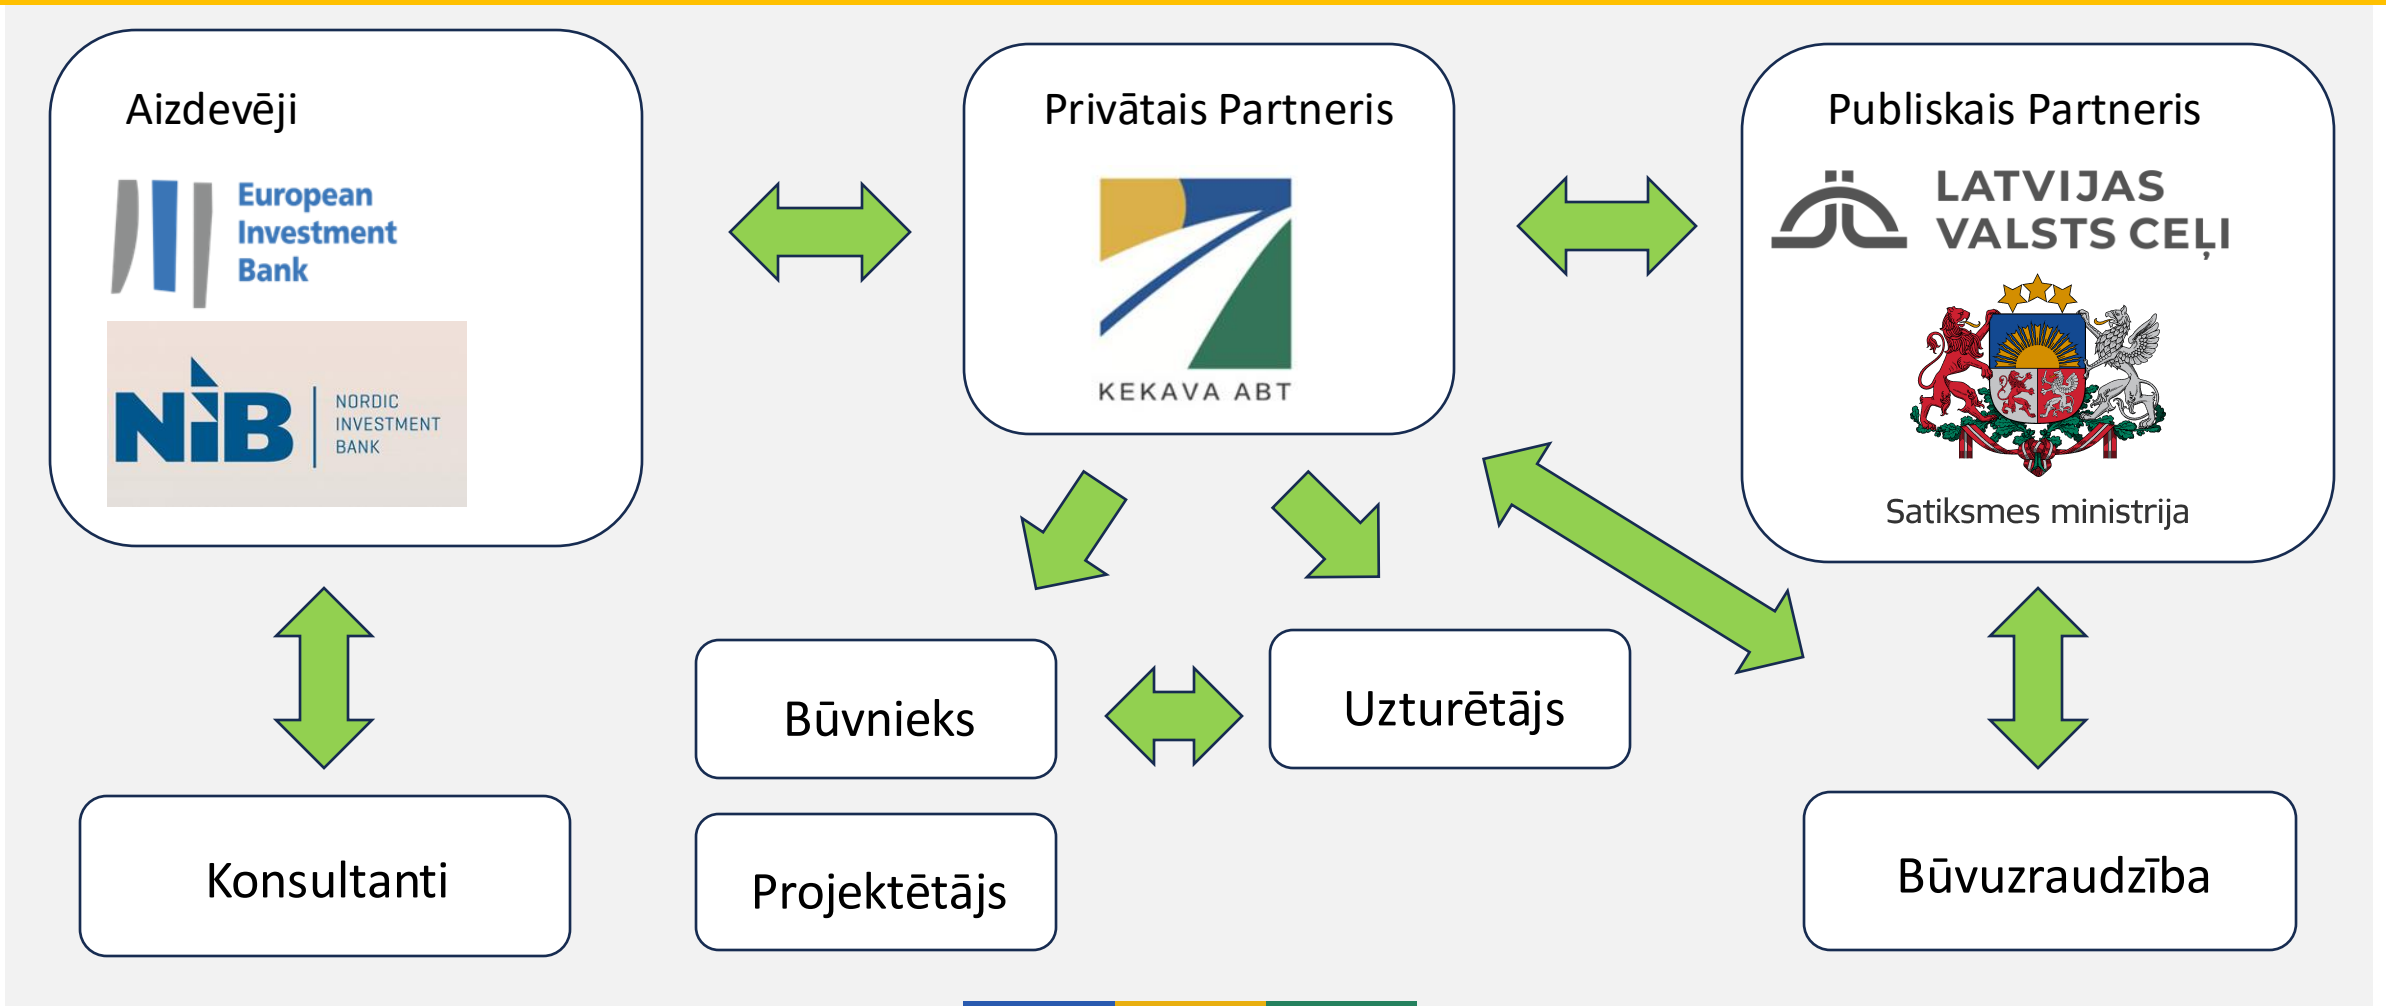 Aizdevēji
European
Investment
Bank
NiB
NORDIC
INVESTMENT
BANK
Privātais Partneris
KEKAVA ABT
Publiskais Partneris
LATVIJAS
VALSTS CEĻI
Satiksmes ministrija
Būvnieks
Uzturētājs
Konsultanti
Projektētājs
Būvuzraudzība